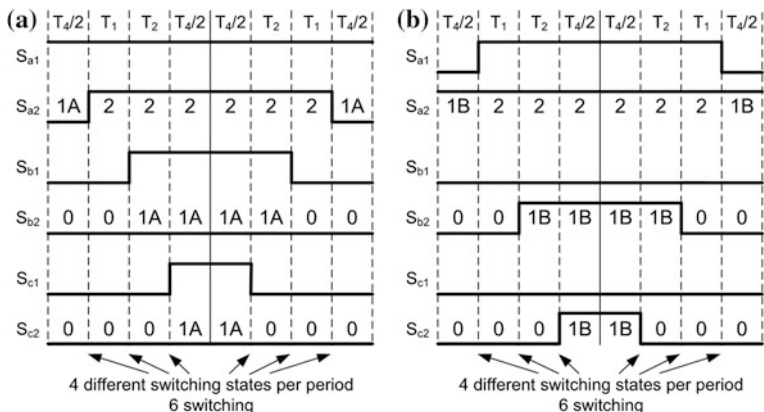 (a) T4/2 T1 T2 T4/2 T4/2 T2 T1 T4/2
Sa1
Sa2 1A 2 2 2 2 2 2 1A
Sb1
Sb2 0 0 1A 1A 1A 1A 0 0
Sc1
Sc2 0 0 0 1A 1A 0 0 0
4 different switching states per period
6 switching
(b) T4/2 T1 T2 T4/2 T4/2 T2 T1 T4/2
Sa1
Sa2 1B 2 2 2 2 2 2 1B
Sb1
Sb2 0 0 1B 1B 1B 1B 0 0
Sc1
Sc2 0 0 0 1B 1B 0 0 0
4 different switching states per period
6 switching